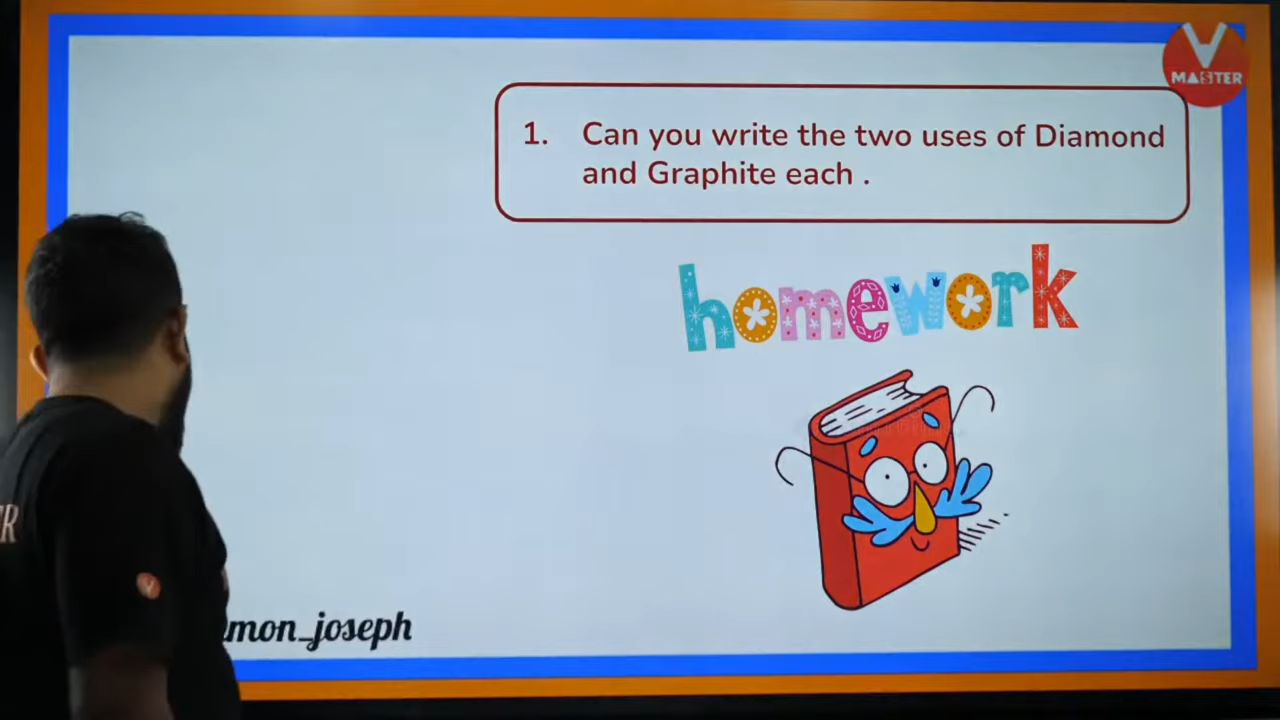 V
MASTER
1. Can you write the two uses of Diamond
and Graphite each .
homework
mon_joseph